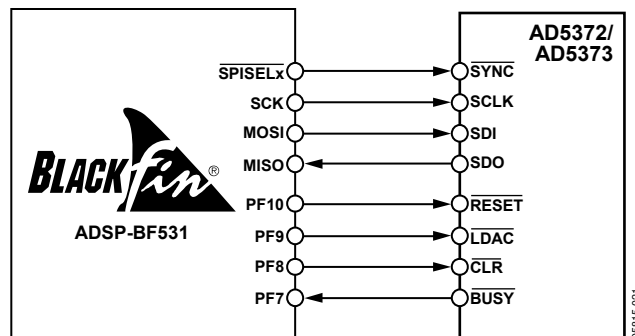 AD5372/
AD5373
SPISELx SYNC
SCK SCLK
MOSI SDI
MISO SDO
BLACKfin®
PF10 RESET
ADSP-BF531
PF9 LDAC
PF8 CLR
PF7 BUSY